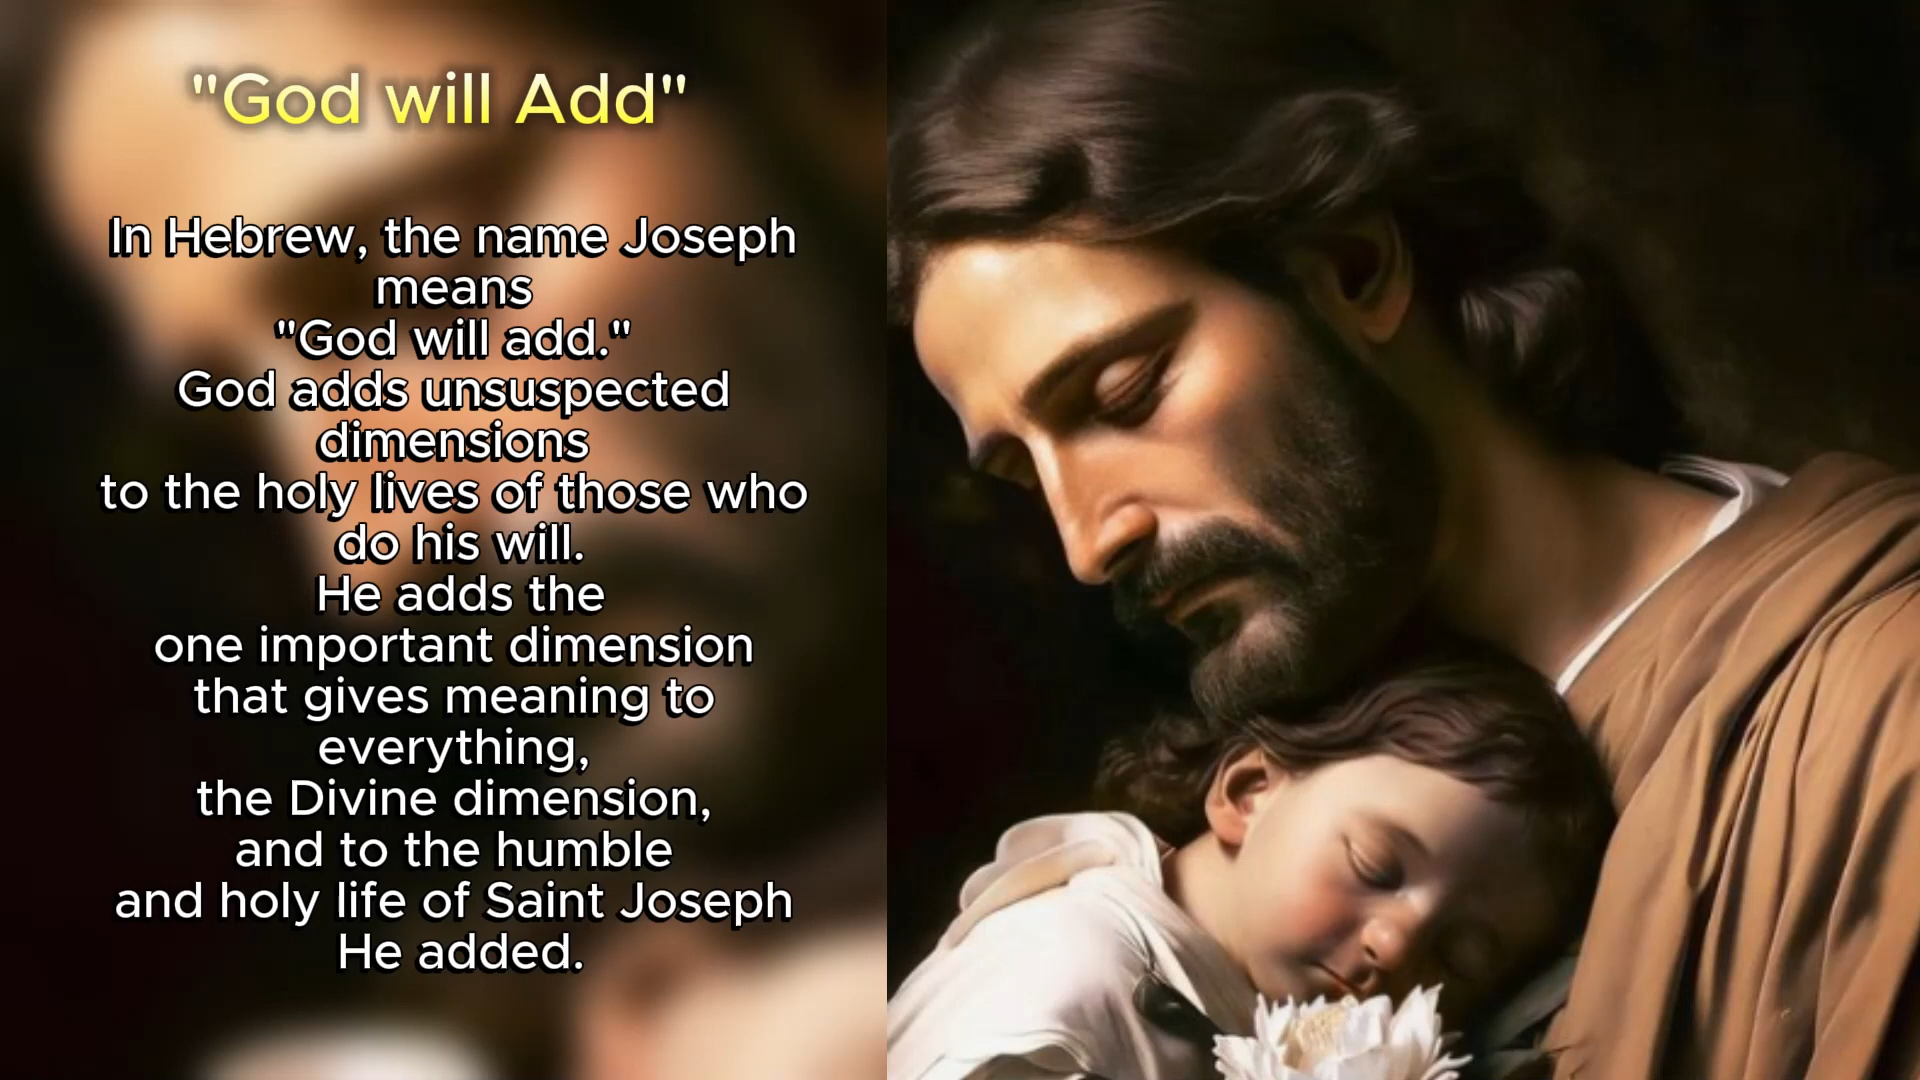 "God will Add"
In Hebrew, the name Joseph
means
"God will add."
God adds unsuspected
dimensions
to the holy lives of those who
do his will.
He adds the
one important dimension
that gives meaning to
everything,
the Divine dimension,
and to the humble
and holy life of Saint Joseph
He added.